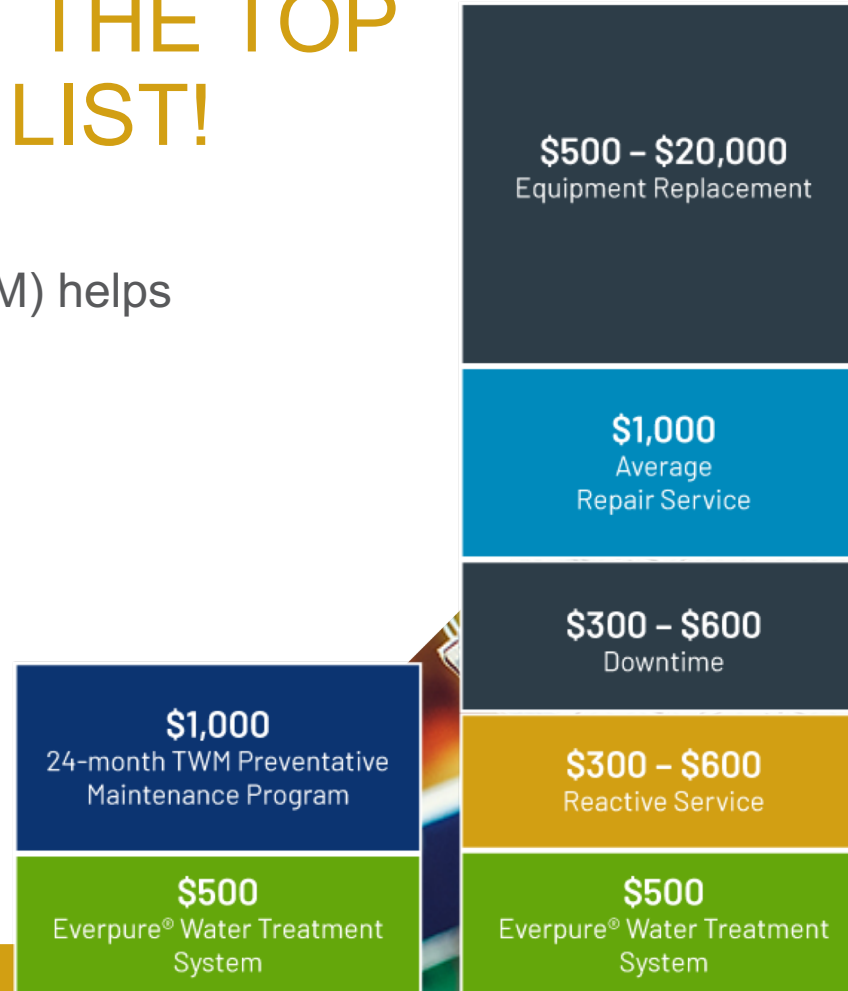 THE TOP
LIST!
M) helps
$500 – $20,000
Equipment Replacement
$1,000
Average
Repair Service
$300 – $600
Downtime
$300 – $600
Reactive Service
$500
Everpure® Water Treatment
System
$1,000
24-month TWM Preventative
Maintenance Program
$500
Everpure® Water Treatment
System